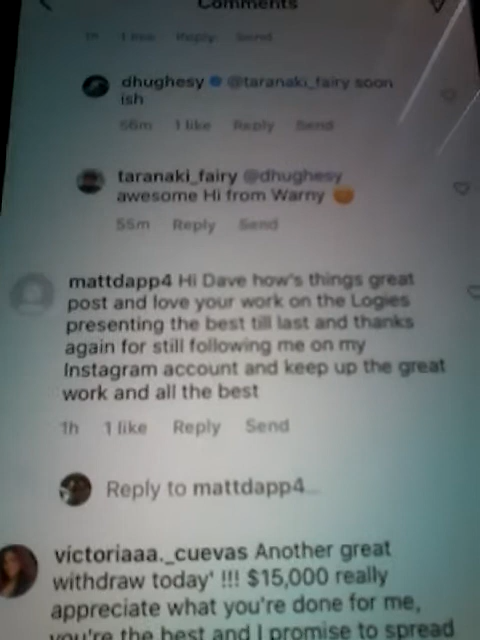 Comments
1h 1 like Reply Send
dhughesy @taranaki_fairy soon
ish
56m 1 like Reply Send
taranaki_fairy @dhughesy
awesome Hi from Warny
55m Reply Send
mattdapp4 Hi Dave how's things great
post and love your work on the Logies
presenting the best till last and thanks
again for still following me on my
Instagram account and keep up the great
work and all the best
1h 1 like Reply Send
Reply to mattdapp4...
victoriaaa._cuevas Another great
withdraw today' !!! $15,000 really
appreciate what you're done for me,
you're the best and I promise to spread